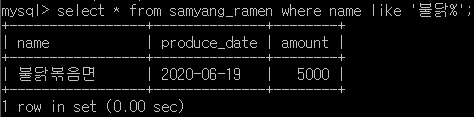 mysql> select * from samyang_ramen where name like '불닭%';
+----------------+--------------+--------+
| name | produce_date | amount |
+----------------+--------------+--------+
| 불닭볶음면 | 2020-06-19 | 5000 |
+----------------+--------------+--------+
1 row in set (0.00 sec)